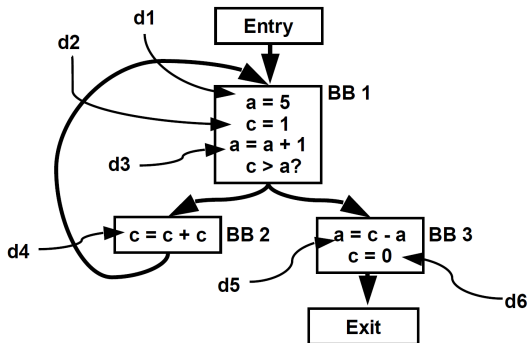 d1
Entry
d2
BB 1
a = 5
c = 1
a = a + 1
c > a?
d3
c = c + c
BB 2
d4
a = c - a
c = 0
BB 3
d5
d6
Exit